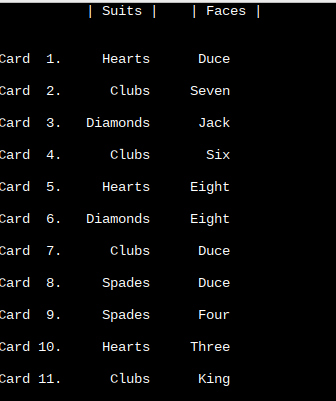 | Suits | | Faces |
Card 1. Hearts Duce
Card 2. Clubs Seven
Card 3. Diamonds Jack
Card 4. Clubs Six
Card 5. Hearts Eight
Card 6. Diamonds Eight
Card 7. Clubs Duce
Card 8. Spades Duce
Card 9. Spades Four
Card 10. Hearts Three
Card 11. Clubs King